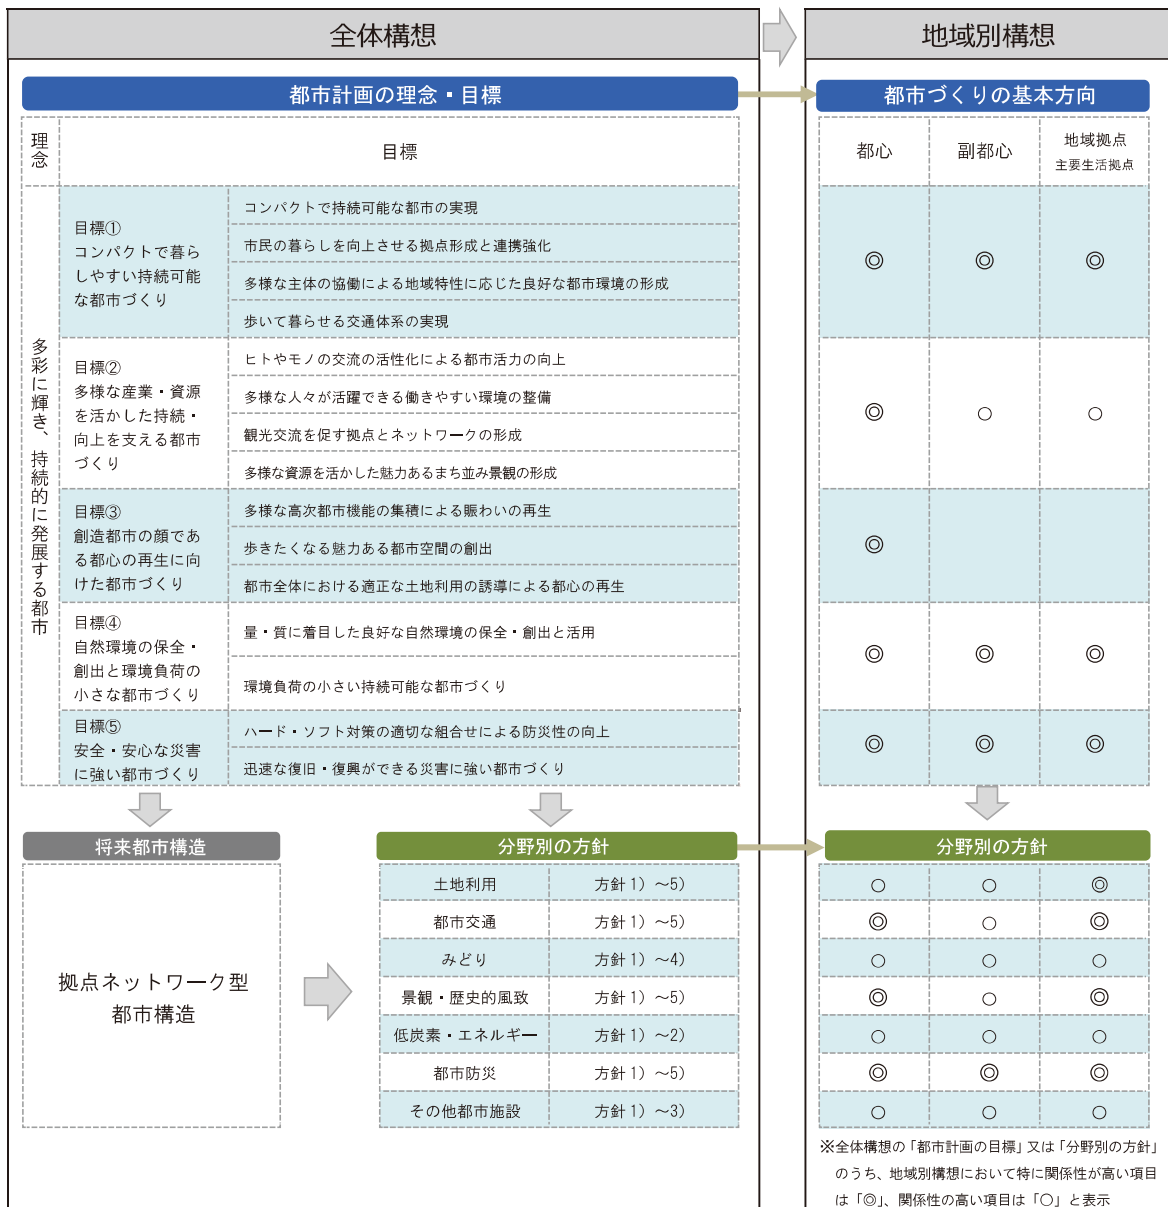 全体構想
地域別構想
都市計画の理念・目標
都市づくりの基本方向
理念
目標
都心
副都心
地域拠点
主要生活拠点
多彩に輝き、持続的に発展する都市
目標①
コンパクトで暮ら
しやすい持続可能
な都市づくり
コンパクトで持続可能な都市の実現
市民の暮らしを向上させる拠点形成と連携強化
多様な主体の協働による地域特性に応じた良好な都市環境の形成
歩いて暮らせる交通体系の実現
◎ ◎ ◎
目標②
多様な産業・資源
を活かした持続・
向上を支える都市
づくり
ヒトやモノの交流の活性化による都市活力の向上
多様な人々が活躍できる働きやすい環境の整備
観光交流を促す拠点とネットワークの形成
多様な資源を活かした魅力あるまち並み景観の形成
◎ ○ ○
目標③
創造都市の顔であ
る都心の再生に向
けた都市づくり
多様な高次都市機能の集積による賑わいの再生
歩きたくなる魅力ある都市空間の創出
都市全体における適正な土地利用の誘導による都心の再生
◎
目標④
自然環境の保全・
創出と環境負荷の
小さな都市づくり
量・質に着目した良好な自然環境の保全・創出と活用
環境負荷の小さい持続可能な都市づくり
◎ ◎ ◎
目標⑤
安全・安心な災害
に強い都市づくり
ハード・ソフト対策の適切な組合せによる防災性の向上
迅速な復旧・復興ができる災害に強い都市づくり
◎ ◎ ◎
将来都市構造
拠点ネットワーク型
都市構造
分野別の方針
分野別の方針
土地利用 方針1）～5） ○ ○ ◎
都市交通 方針1）～5） ◎ ○ ◎
みどり 方針1）～4） ○ ○ ○
景観・歴史的風致 方針1）～5） ◎ ○ ◎
低炭素・エネルギー 方針1）～2） ○ ○ ○
都市防災 方針1）～5） ◎ ◎ ◎
その他都市施設 方針1）～3） ○ ○ ○
※全体構想の「都市計画の目標」又は「分野別の方針」
のうち、地域別構想において特に関係性が高い項目
は「◎」、関係性の高い項目は「○」と表示